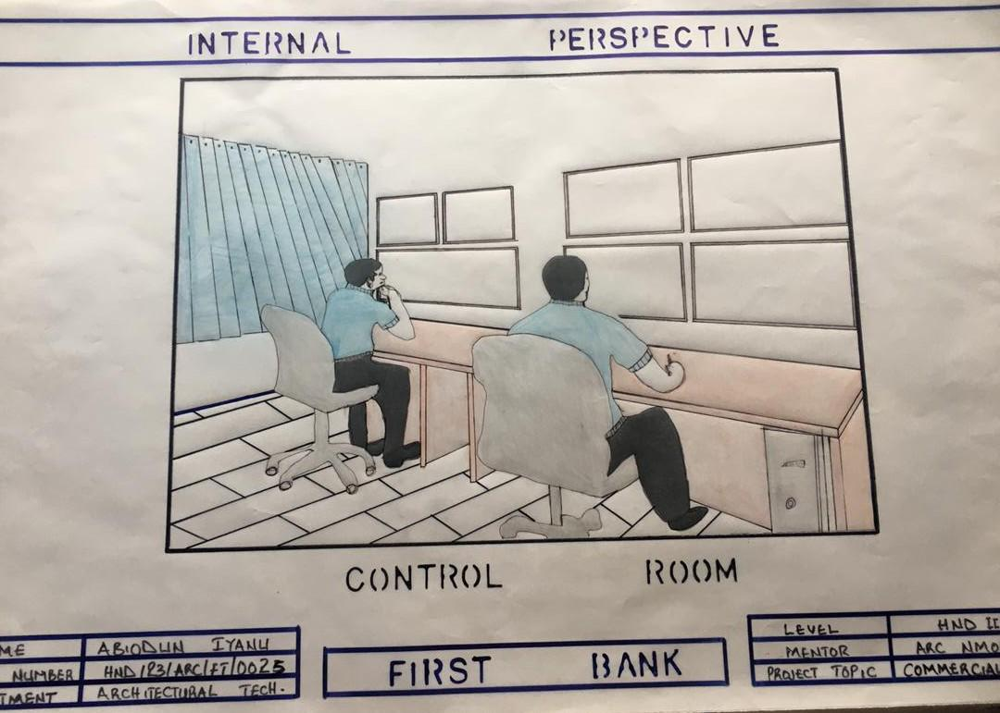 INTERNAL PERSPECTIVE
CONTROL ROOM
ME ABIODUN IYANU
NUMBER HND/23/ARC/FT/0025
TMENT ARCHITECTURAL TECH.
FIRST BANK
LEVEL HND II
MENTOR ARC NMO
PROJECT TOPIC COMMERCIAL